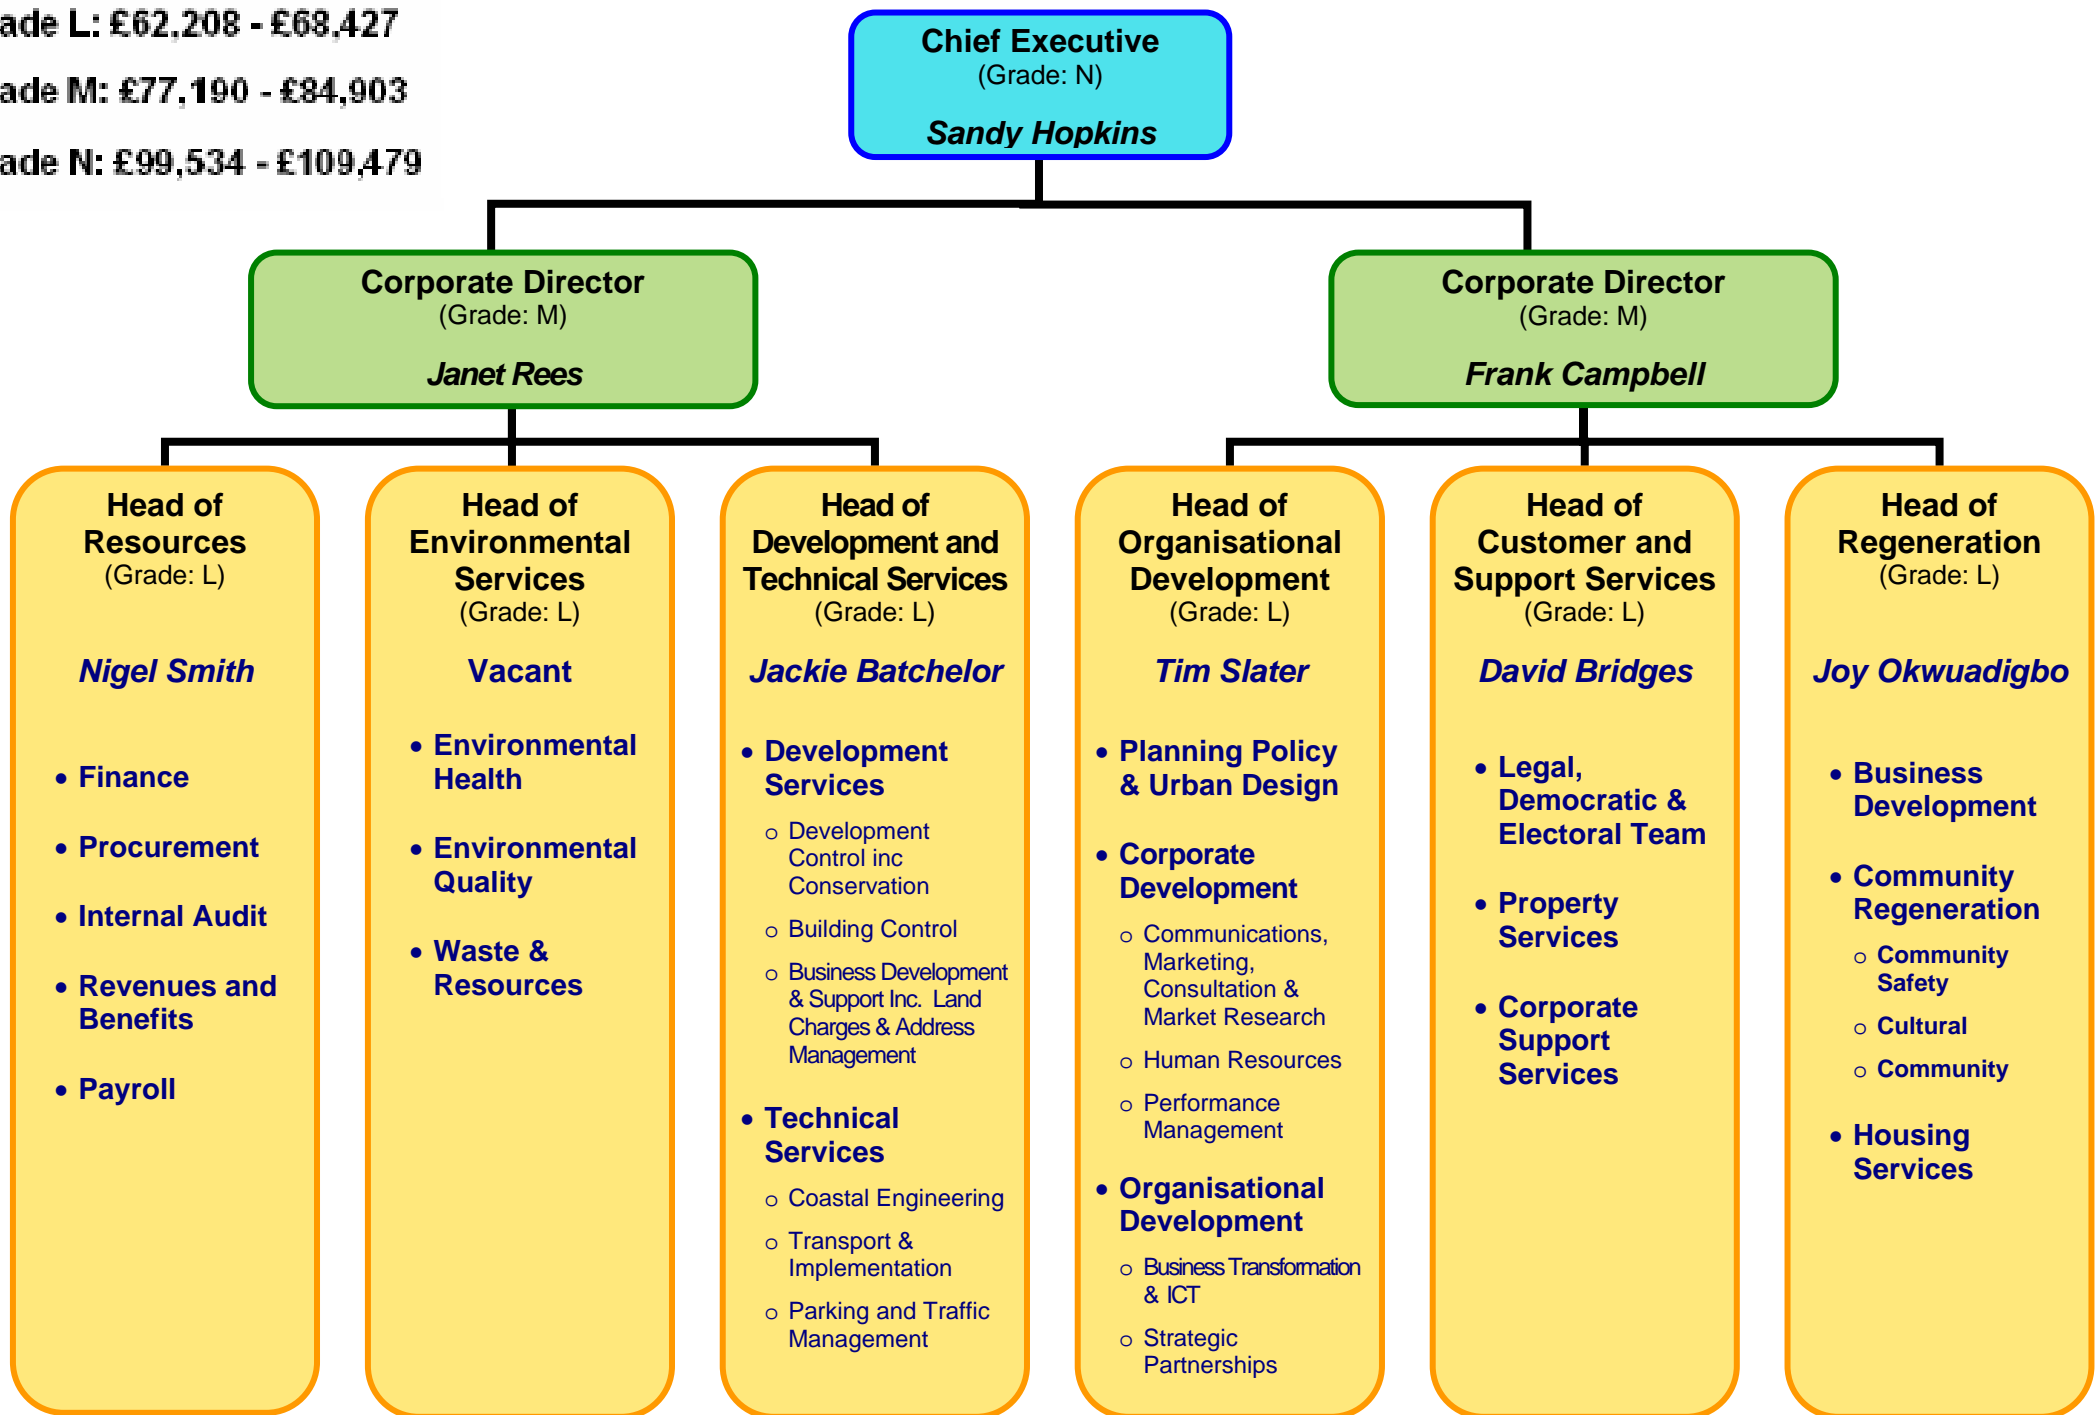 ade L: £62,208 - £68,427
ade M: £77,190 - £84,903
ade N: £99,534 - £109,479
Chief Executive
(Grade: N)
Sandy Hopkins
Corporate Director
(Grade: M)
Janet Rees
Corporate Director
(Grade: M)
Frank Campbell
Head of
Resources
(Grade: L)
Nigel Smith
• Finance
• Procurement
• Internal Audit
• Revenues and
Benefits
• Payroll
Head of
Environmental
Services
(Grade: L)
Vacant
• Environmental
Health
• Environmental
Quality
• Waste &
Resources
Head of
Development and
Technical Services
(Grade: L)
Jackie Batchelor
• Development
Services
o Development
Control inc
Conservation
o Building Control
o Business Development
& Support Inc. Land
Charges & Address
Management
• Technical
Services
o Coastal Engineering
o Transport &
Implementation
o Parking and Traffic
Management
Head of
Organisational
Development
(Grade: L)
Tim Slater
• Planning Policy
& Urban Design
• Corporate
Development
o Communications,
Marketing,
Consultation &
Market Research
o Human Resources
o Performance
Management
• Organisational
Development
o Business Transformation
& ICT
o Strategic
Partnerships
Head of
Customer and
Support Services
(Grade: L)
David Bridges
• Legal,
Democratic &
Electoral Team
• Property
Services
• Corporate
Support
Services
Head of
Regeneration
(Grade: L)
Joy Okwuadigbo
• Business
Development
• Community
Regeneration
o Community
Safety
o Cultural
o Community
• Housing
Services